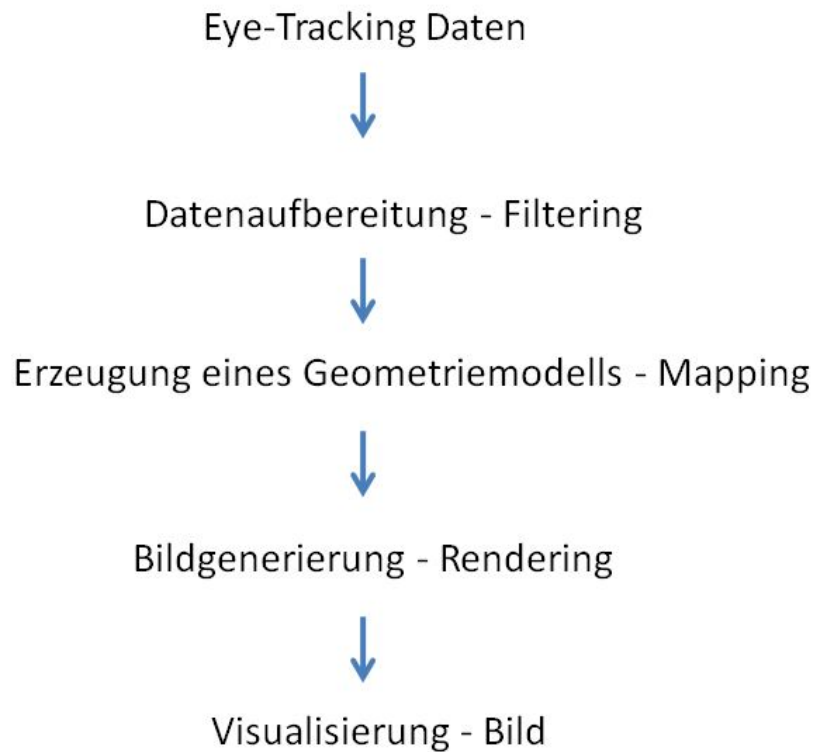 Eye-Tracking Daten
Datenaufbereitung - Filtering
Erzeugung eines Geometriemodells - Mapping
Bildgenerierung - Rendering
Visualisierung - Bild